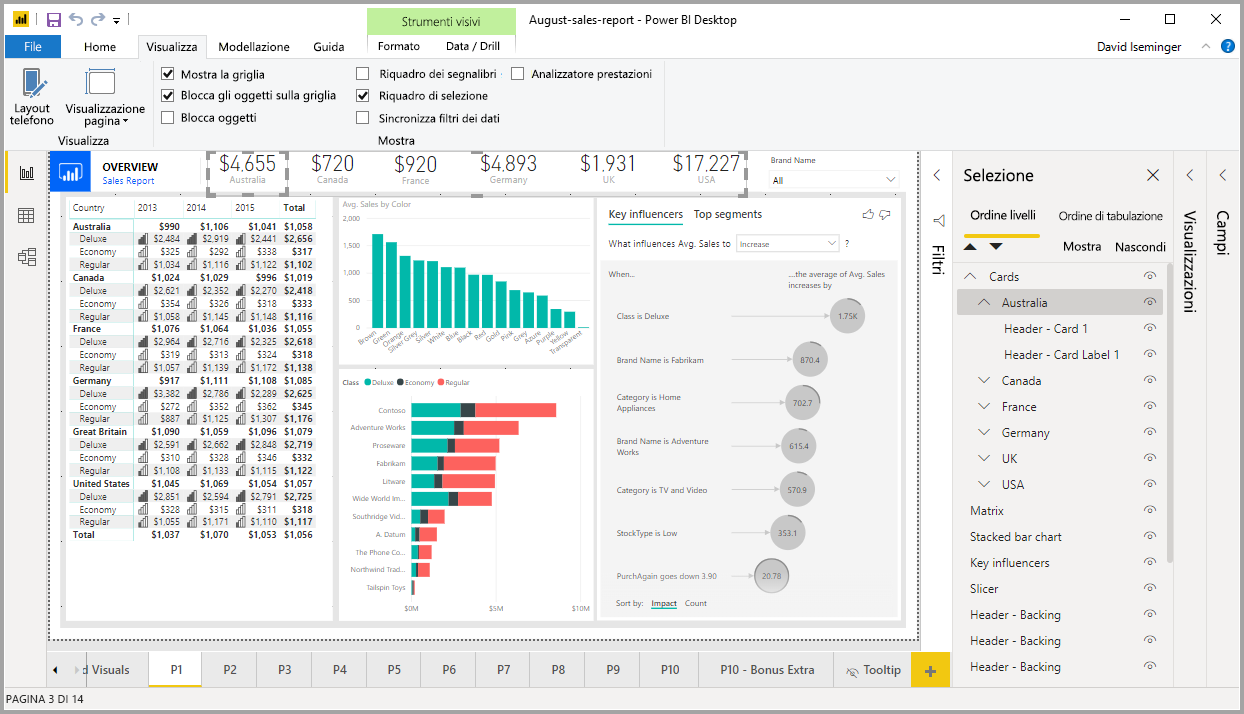 Strumenti visivi
August-sales-report - Power BI Desktop
File Home Visualizza Modellazione Guida Formato Data / Drill
David Iseminger
?
Layout telefono
Visualizzazione pagina
Visualizza
Mostra la griglia
Blocca gli oggetti sulla griglia
Blocca oggetti
Riquadro dei segnalibri
Riquadro di selezione
Sincronizza filtri dei dati
Analizzatore prestazioni
Mostra
OVERVIEW
Sales Report
$4,655 $720 $920 $4,893 $1,931 $17,227
Australia Canada France Germany UK USA
Brand Name
All
Country 2013 2014 2015 Total
Australia $990 $1,106 $1,041 $1,058
Deluxe $2,484 $2,919 $2,441 $2,656
Economy $325 $292 $338 $317
Regular $1,034 $1,116 $1,122 $1,102
Canada $1,024 $1,029 $996 $1,019
Deluxe $2,621 $2,352 $2,270 $2,418
Economy $354 $326 $318 $333
Regular $1,058 $1,145 $1,148 $1,116
France $1,076 $1,064 $1,036 $1,055
Deluxe $2,964 $2,716 $2,325 $2,618
Economy $319 $313 $324 $318
Regular $1,057 $1,139 $1,172 $1,138
Germany $917 $1,111 $1,108 $1,085
Deluxe $3,382 $2,786 $2,289 $2,625
Economy $272 $352 $362 $345
Regular $887 $1,125 $1,307 $1,176
Great Britain $1,090 $1,059 $1,096 $1,079
Deluxe $2,591 $2,662 $2,848 $2,719
Economy $310 $328 $346 $332
Regular $1,108 $1,133 $1,115 $1,122
United States $1,045 $1,069 $1,054 $1,057
Deluxe $2,851 $2,594 $2,791 $2,725
Economy $328 $315 $311 $318
Regular $1,055 $1,171 $1,110 $1,117
Total $1,037 $1,070 $1,053 $1,056
Avg. Sales by Color
2,000
1,500
1,000
500
0
Brown Green Orange Silver Grey Silver White Blue Black Red Gold Pink Grey Azure Purple Yellow Transparent
Class Deluxe Economy Regular
Contoso
Adventure Works
Proseware
Fabrikam
Litware
Wide World Im...
Southridge Vid...
A. Datum
The Phone Co...
Northwind Trad...
Tailspin Toys
$0M $5M $10M
Key influencers Top segments
What influences Avg. Sales to Increase ?
When...
...the average of Avg. Sales increases by
Class is Deluxe 1.75K
Brand Name is Fabrikam 870.4
Category is Home Appliances 702.7
Brand Name is Adventure Works 615.4
Category is TV and Video 570.9
StockType is Low 353.1
PurchAgain goes down 3.90 20.78
Sort by: Impact Count
Filtri
Selezione
Ordine livelli Ordine di tabulazione
Mostra Nascondi
Cards
Australia
Header - Card 1
Header - Card Label 1
Canada
France
Germany
UK
USA
Matrix
Stacked bar chart
Key influencers
Slicer
Header - Backing
Header - Backing
Header - Backing
Visualizzazioni
Campi
d Visuals P1 P2 P3 P4 P5 P6 P7 P8 P9 P10 P10 - Bonus Extra Tooltip +
PAGINA 3 DI 14